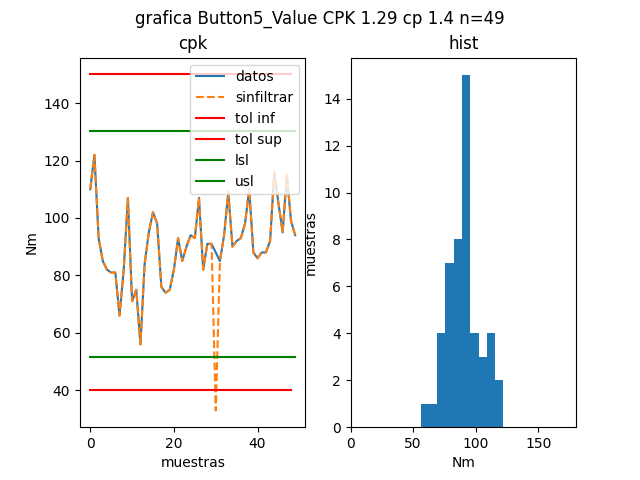 grafica Button5_Value CPK 1.29 cp 1.4 n=49
cpk
Nm
140
120
100
80
60
40
0
20
40
muestras
datos
sinfiltrar
tol inf
tol sup
lsl
usl
hist
muestras
14
12
10
8
6
4
2
0
0
50
100
150
Nm